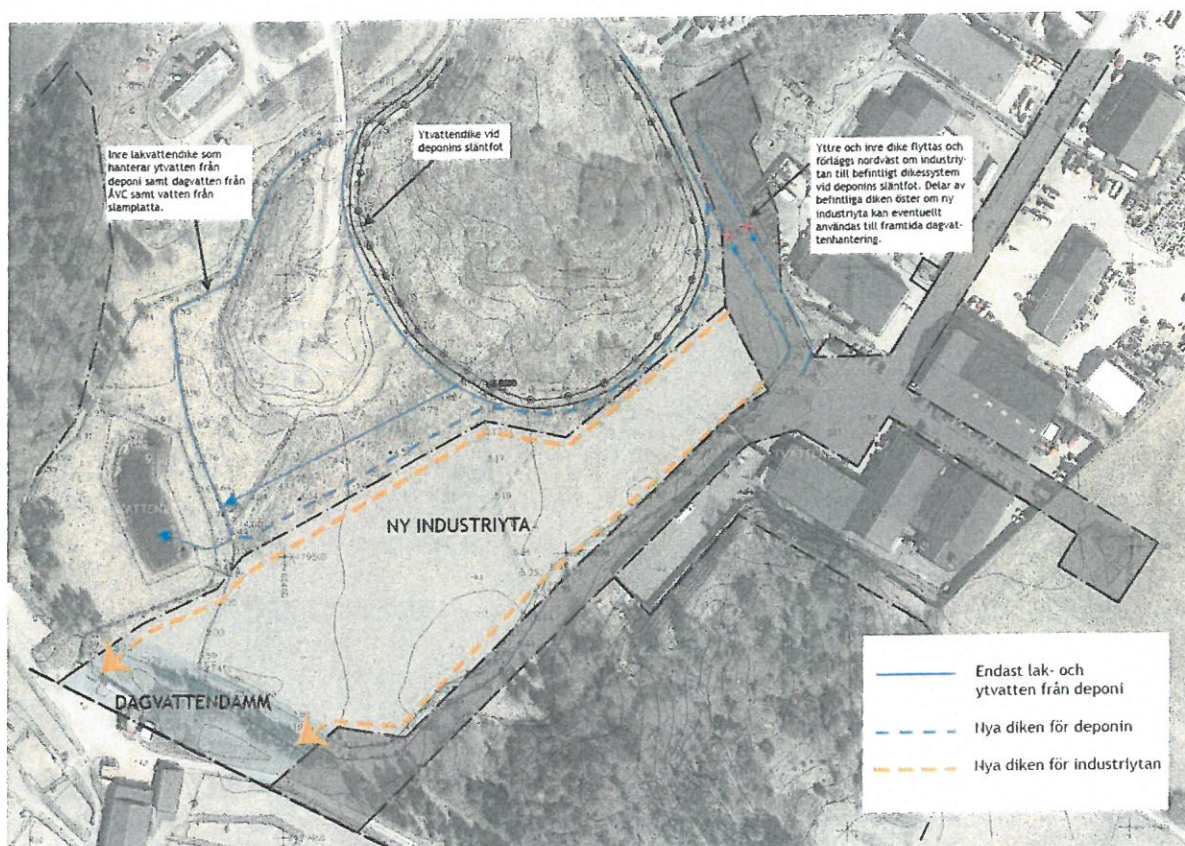 Inre lakvattendike som
hanterar ytvatten från
deponi samt dagvatten från
ÅVC samt vatten från
slamplatta.
Ytvattendike vid
deponins släntfot
Yttre och inre dike flyttas och
förläggs nordväst om industriy-
tan till befintligt dikessystem
vid deponins släntfot. Delar av
befintliga diken öster om ny
industriyta kan eventuellt
användas till framtida dagvat-
tenhantering.
NY INDUSTRIYTA
DAGVATTENDAMM
Endast lak- och
ytvatten från deponi
Nya diken för deponin
Nya diken för industriytan